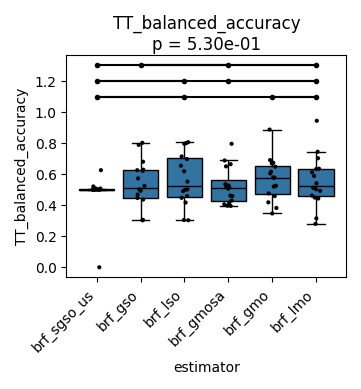 TT_balanced_accuracy
p = 5.30e-01
TT_balanced_accuracy
1.2
1.0
0.8
0.6
0.4
0.2
0.0
brf_sgso_us
brf_gso
brf_lso
brf_gmosa
brf_gmo
brf_lmo
estimator